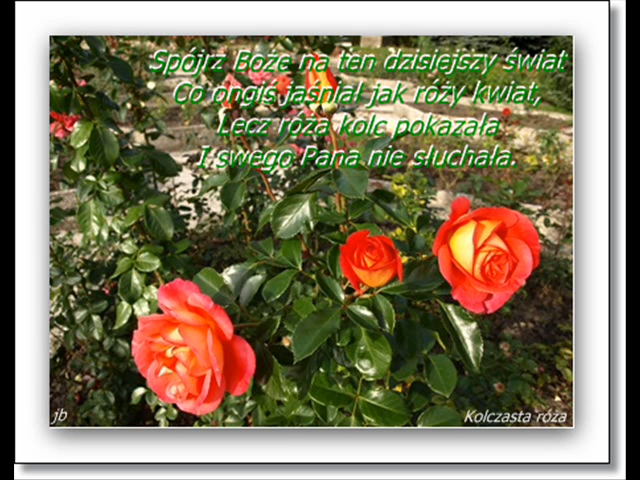 Spójrz Boże na ten dzisiejszy świat
Co ongiś jaśniał jak róży kwiat,
Lecz róża kolc pokazała
I swego Pana nie słuchała.
jb
Kolczasta róża